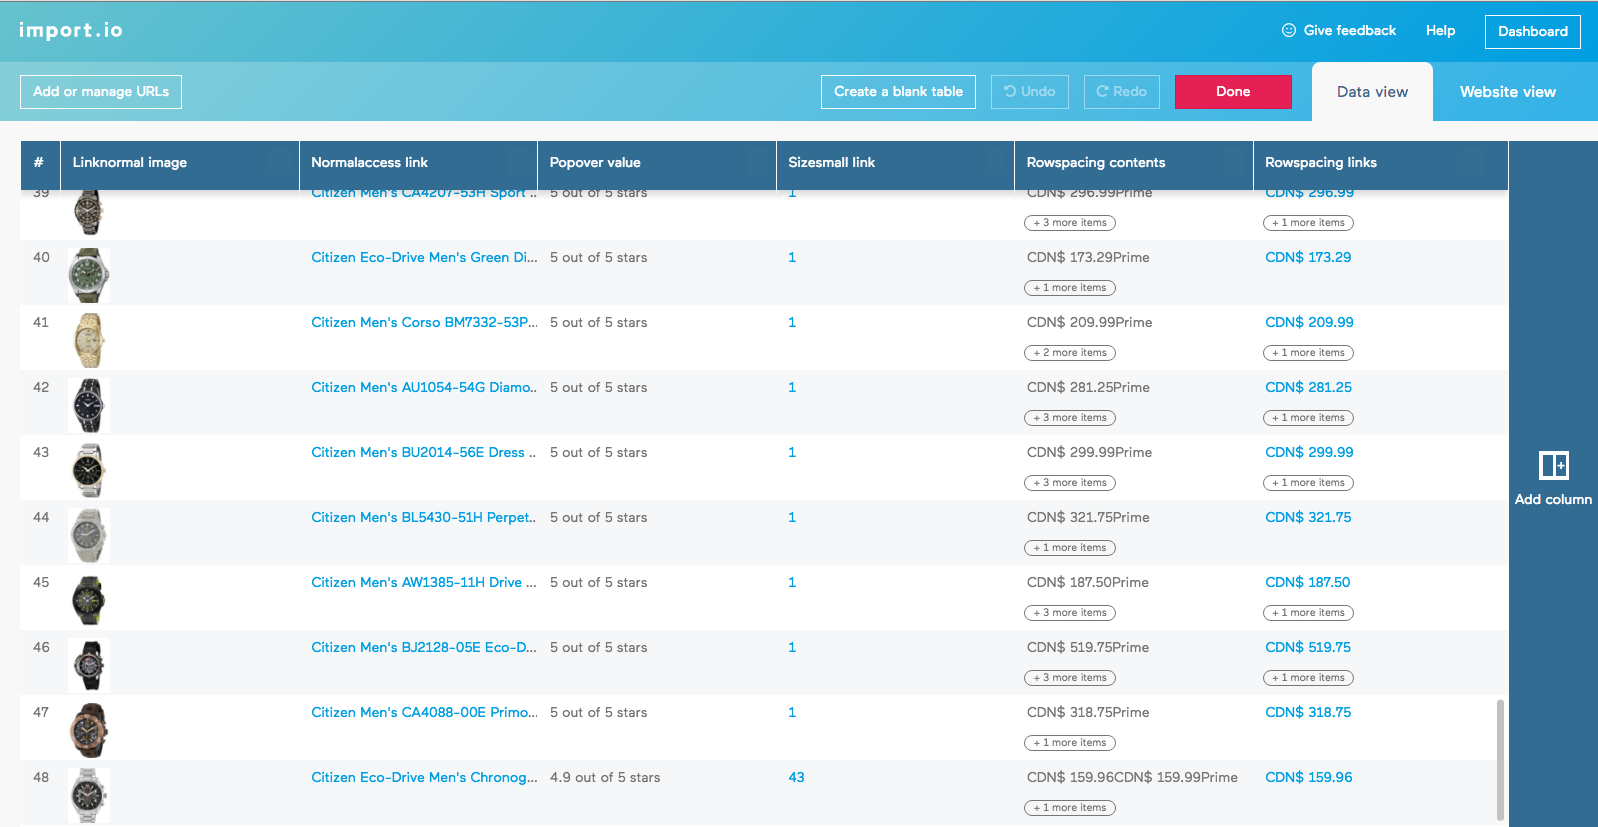 import.io
Give feedback Help Dashboard
Add or manage URLs Create a blank table Undo Redo Done Data view Website view
# Linknormal image Normalaccess link Popover value Sizesmall link Rowspacing contents Rowspacing links
39 Citizen Men's CA4207-53H Sport .. 5 out of 5 stars 1 CDN$ 296.99Prime CDN$ 296.99
+ 3 more items + 1 more items
40 Citizen Eco-Drive Men's Green Di... 5 out of 5 stars 1 CDN$ 173.29Prime CDN$ 173.29
+ 1 more items
41 Citizen Men's Corso BM7332-53P... 5 out of 5 stars 1 CDN$ 209.99Prime CDN$ 209.99
+ 2 more items + 1 more items
42 Citizen Men's AU1054-54G Diamo.. 5 out of 5 stars 1 CDN$ 281.25Prime CDN$ 281.25
+ 3 more items + 1 more items
43 Citizen Men's BU2014-56E Dress .. 5 out of 5 stars 1 CDN$ 299.99Prime CDN$ 299.99
+ 3 more items + 1 more items
Add column
44 Citizen Men's BL5430-51H Perpet.. 5 out of 5 stars 1 CDN$ 321.75Prime CDN$ 321.75
+ 1 more items
45 Citizen Men's AW1385-11H Drive ... 5 out of 5 stars 1 CDN$ 187.50Prime CDN$ 187.50
+ 3 more items + 1 more items
46 Citizen Men's BJ2128-05E Eco-D... 5 out of 5 stars 1 CDN$ 519.75Prime CDN$ 519.75
+ 3 more items + 1 more items
47 Citizen Men's CA4088-00E Primo... 5 out of 5 stars 1 CDN$ 318.75Prime CDN$ 318.75
+ 1 more items
48 Citizen Eco-Drive Men's Chronog... 4.9 out of 5 stars 43 CDN$ 159.96CDN$ 159.99Prime CDN$ 159.96
+ 1 more items